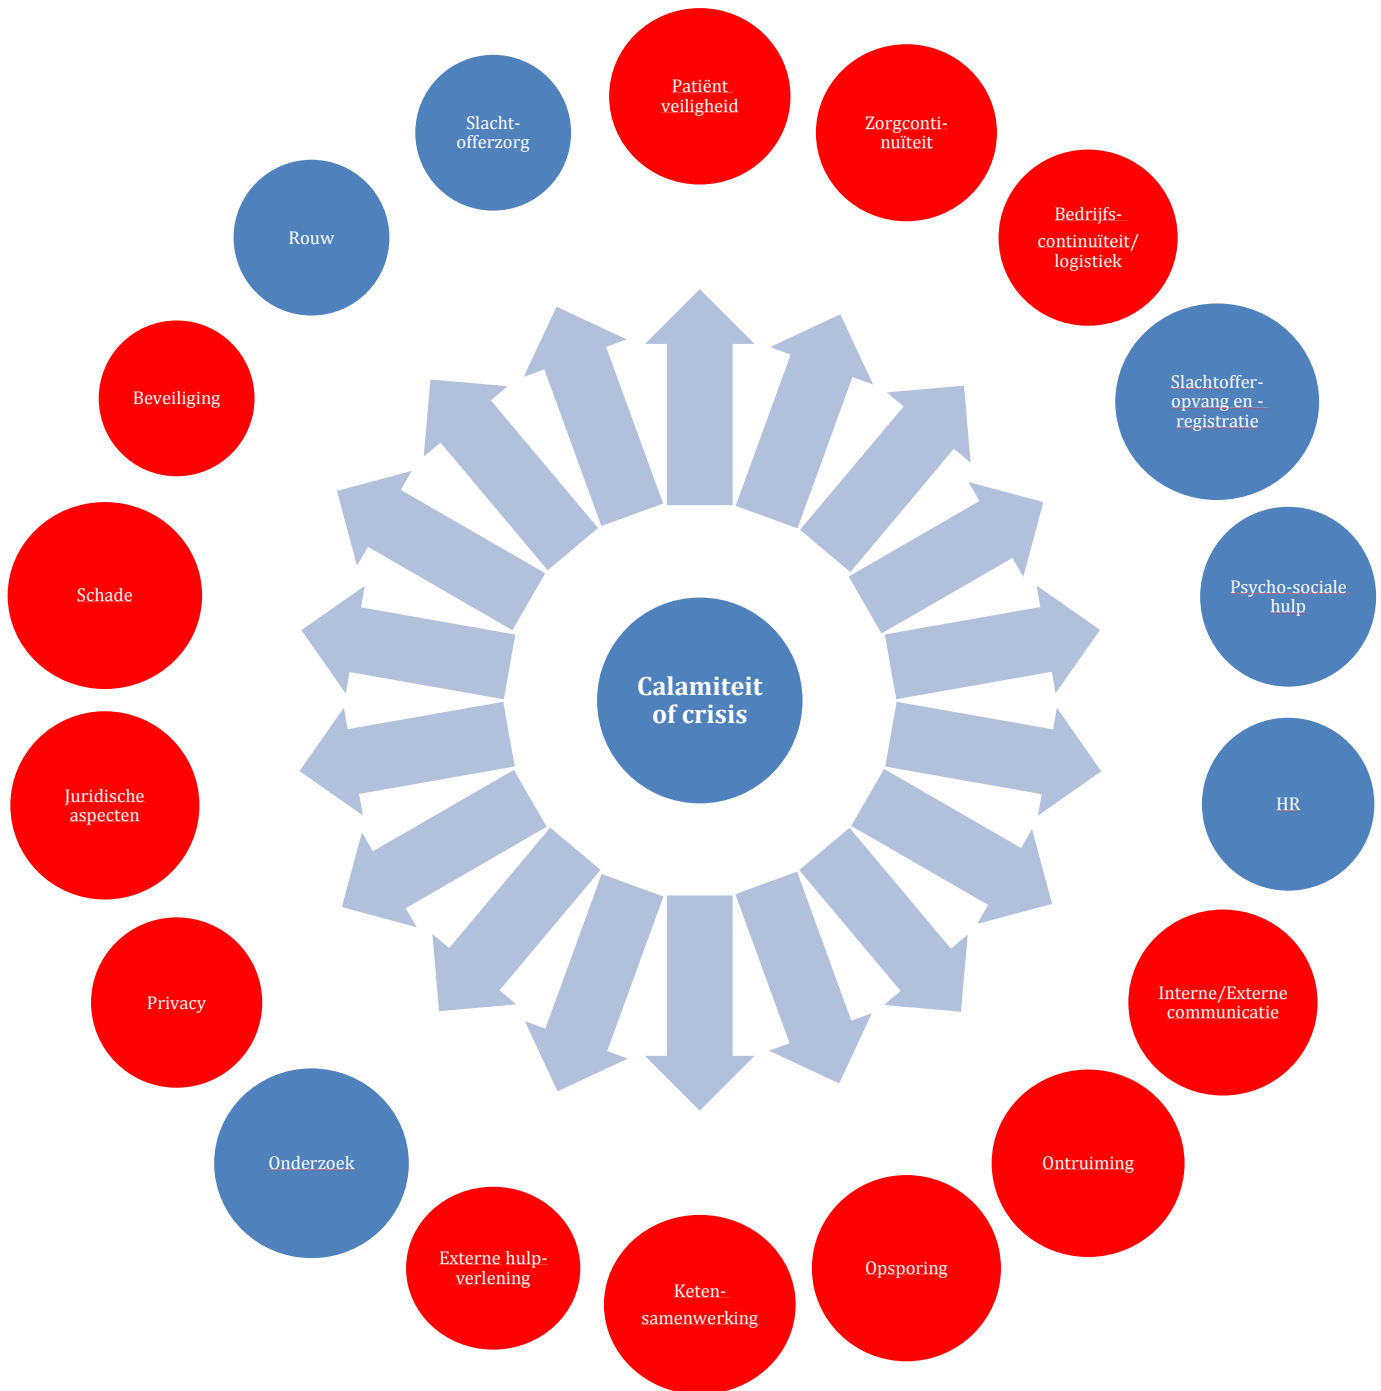 Patiënt
veiligheid
Zorgconti-
nuïteit
Bedrijfs-
continuïteit/
logistiek
Slachtoffer-
opvang en -
registratie
Psycho-sociale
hulp
HR
Interne/Externe
communicatie
Ontruiming
Opsporing
Keten-
samenwerking
Externe hulp-
verlening
Onderzoek
Privacy
Juridische
aspecten
Schade
Beveiliging
Rouw
Slacht-
offerzorg
Calamiteit
of crisis